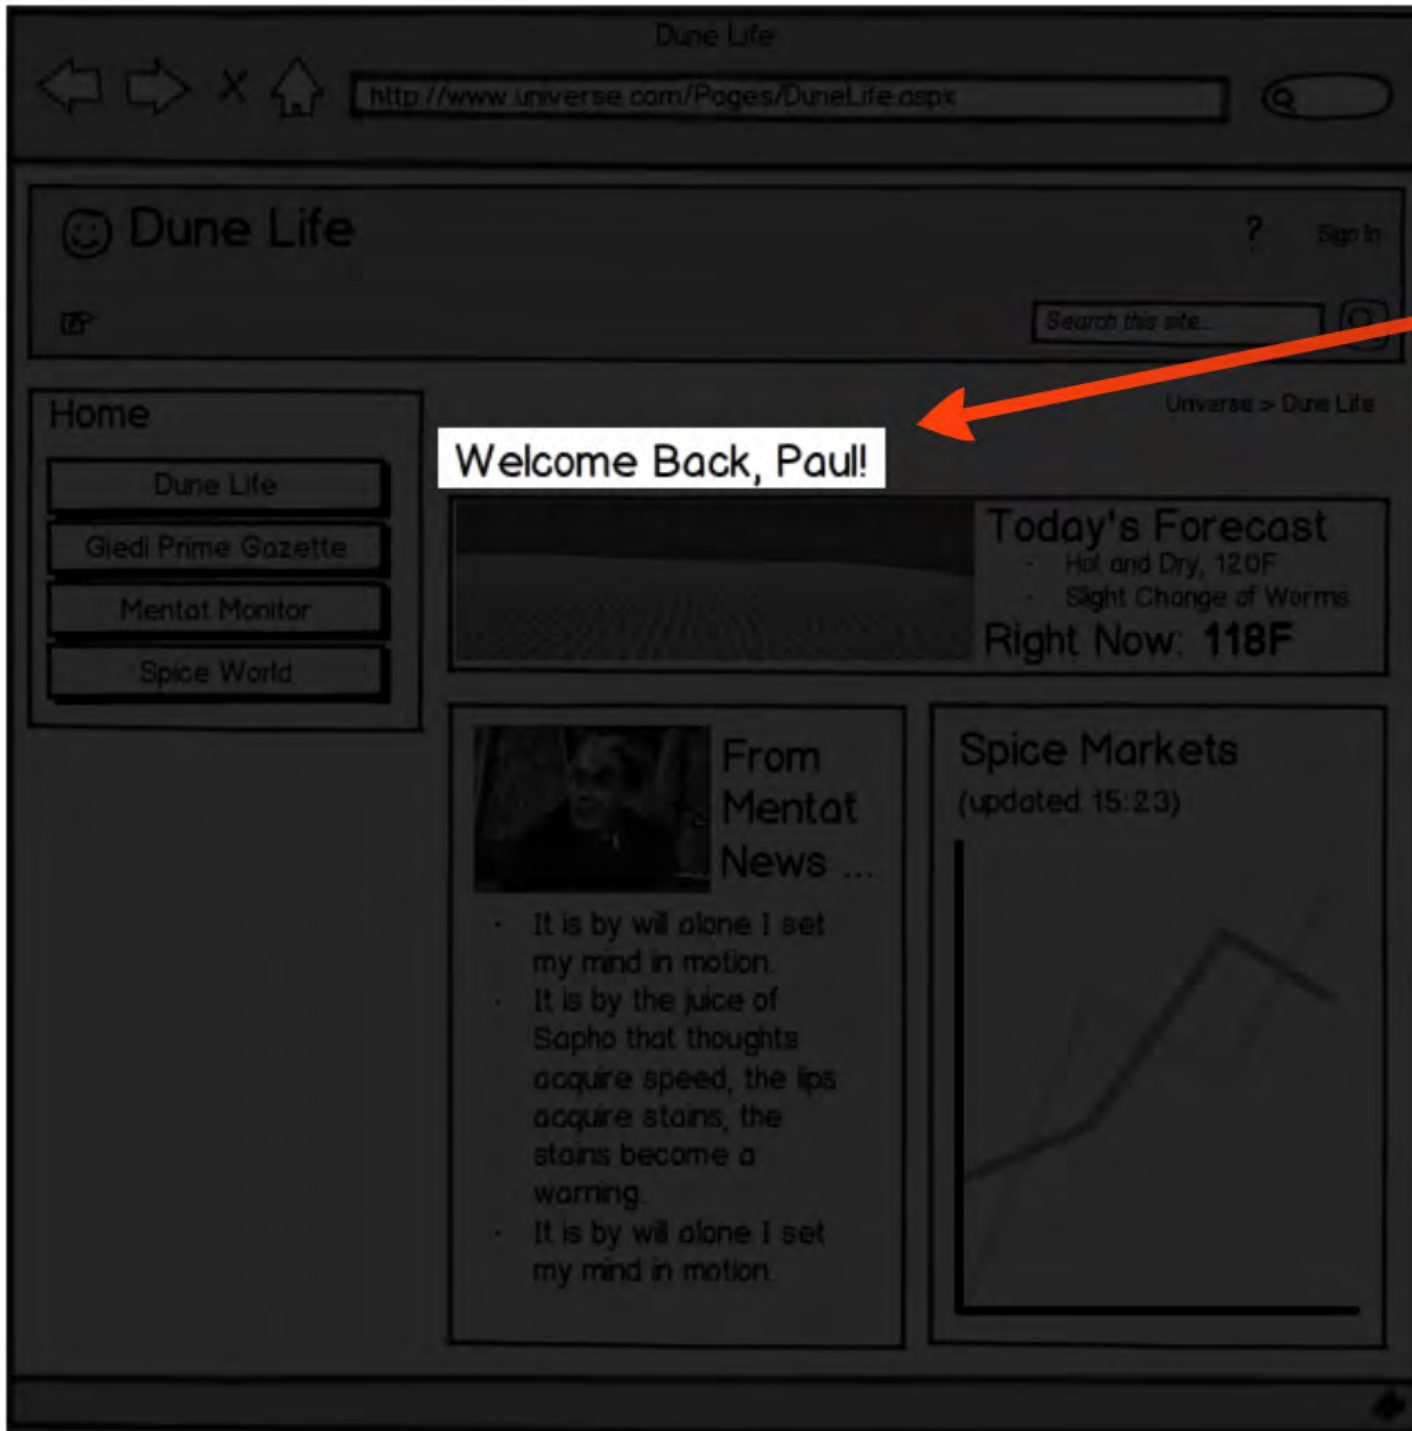 Dune Life
http://www.universe.com/Pages/DuneLife.aspx
Dune Life
? Sign In
Search this site...
Universe > Dune Life
Home
Dune Life
Giedi Prime Gazette
Mentat Monitor
Spice World
Welcome Back, Paul!
Today's Forecast
· Hot and Dry, 120F
· Slight Change of Worms
Right Now: 118F
From
Mentat
News ...
· It is by will alone I set
my mind in motion.
· It is by the juice of
Sapho that thoughts
acquire speed, the lips
acquire stains, the
stains become a
warning.
· It is by will alone I set
my mind in motion.
Spice Markets
(updated 15:23)